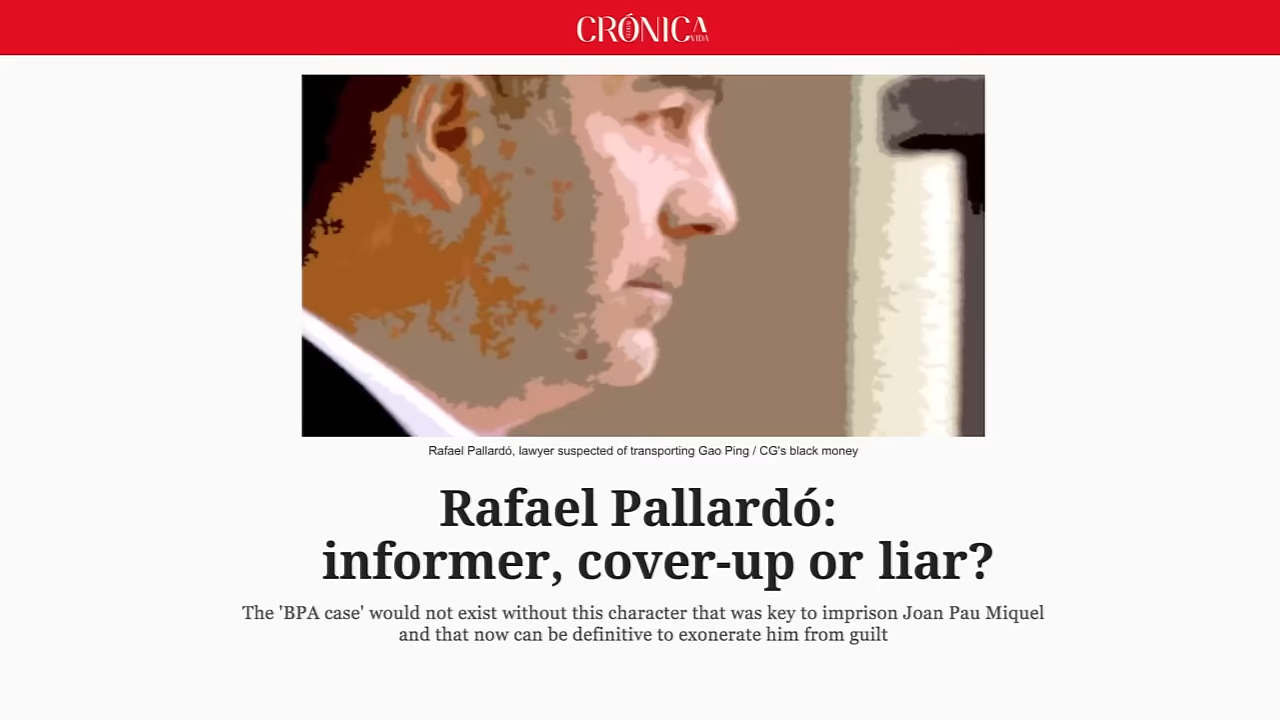 CRÓNICA
VIDA
Rafael Pallardó, lawyer suspected of transporting Gao Ping / CG's black money
Rafael Pallardó:
informer, cover-up or liar?
The 'BPA case' would not exist without this character that was key to imprison Joan Pau Miquel
and that now can be definitive to exonerate him from guilt